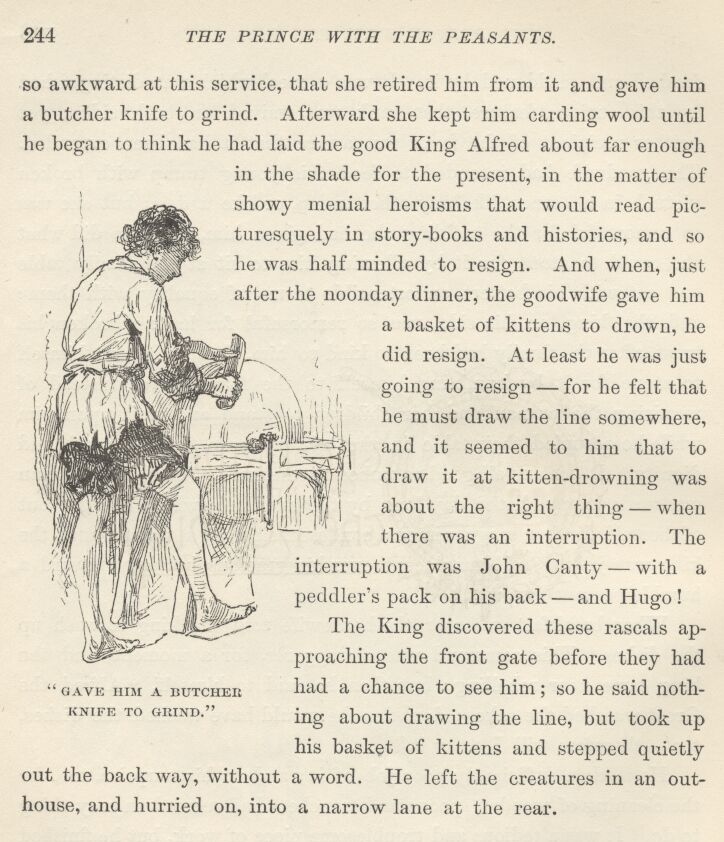 244
THE PRINCE WITH THE PEASANTS.
so awkward at this service, that she retired him from it and gave him
a butcher knife to grind. Afterward she kept him carding wool until
he began to think he had laid the good King Alfred about far enough
in the shade for the present, in the matter of
showy menial heroisms that would read pic-
turesquely in story-books and histories, and so
he was half minded to resign. And when, just
after the noonday dinner, the goodwife gave him
a basket of kittens to drown, he
did resign. At least he was just
going to resign — for he felt that
he must draw the line somewhere,
and it seemed to him that to
draw it at kitten-drowning was
about the right thing — when
there was an interruption. The
interruption was John Canty — with a
peddler's pack on his back — and Hugo!
The King discovered these rascals ap-
proaching the front gate before they had
had a chance to see him; so he said noth-
ing about drawing the line, but took up
his basket of kittens and stepped quietly
out the back way, without a word. He left the creatures in an out-
house, and hurried on, into a narrow lane at the rear.
"GAVE HIM A BUTCHER
KNIFE TO GRIND."